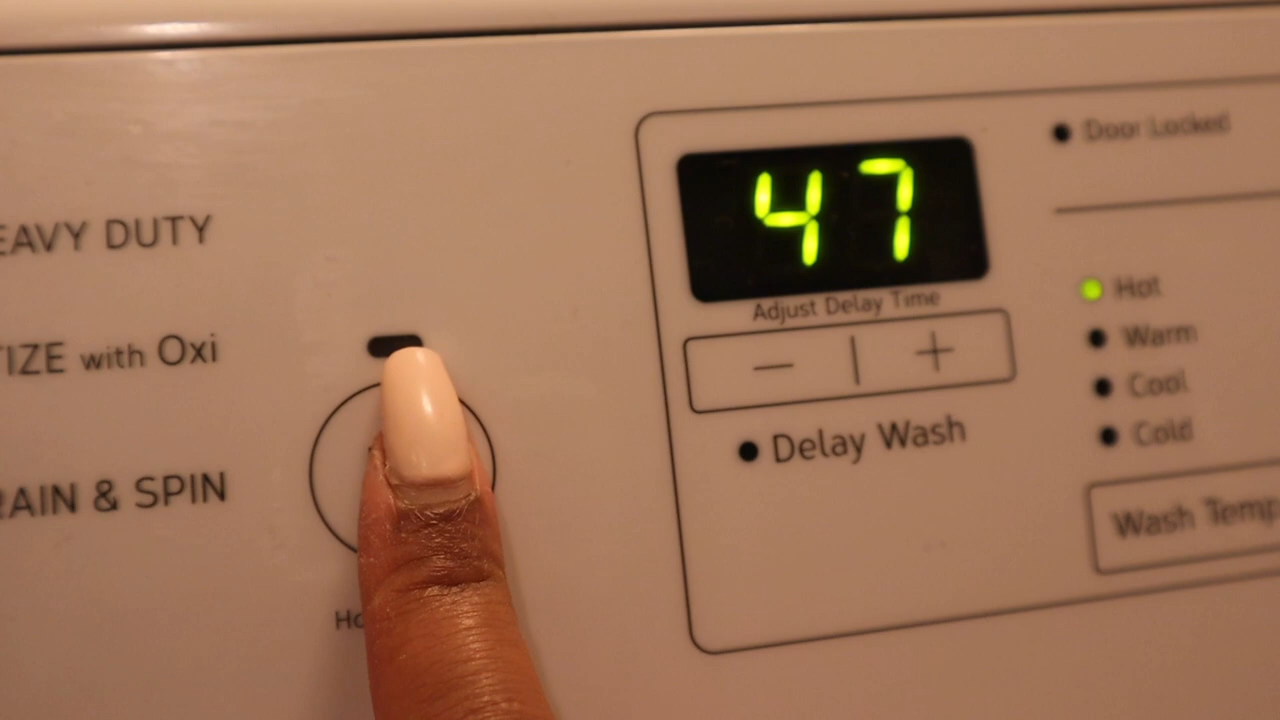 EAVY DUTY
TIZE with Oxi
RAIN & SPIN
Ho
47
Adjust Delay Time
− | +
Delay Wash
Door Locked
Hot
Warm
Cool
Cold
Wash Temp